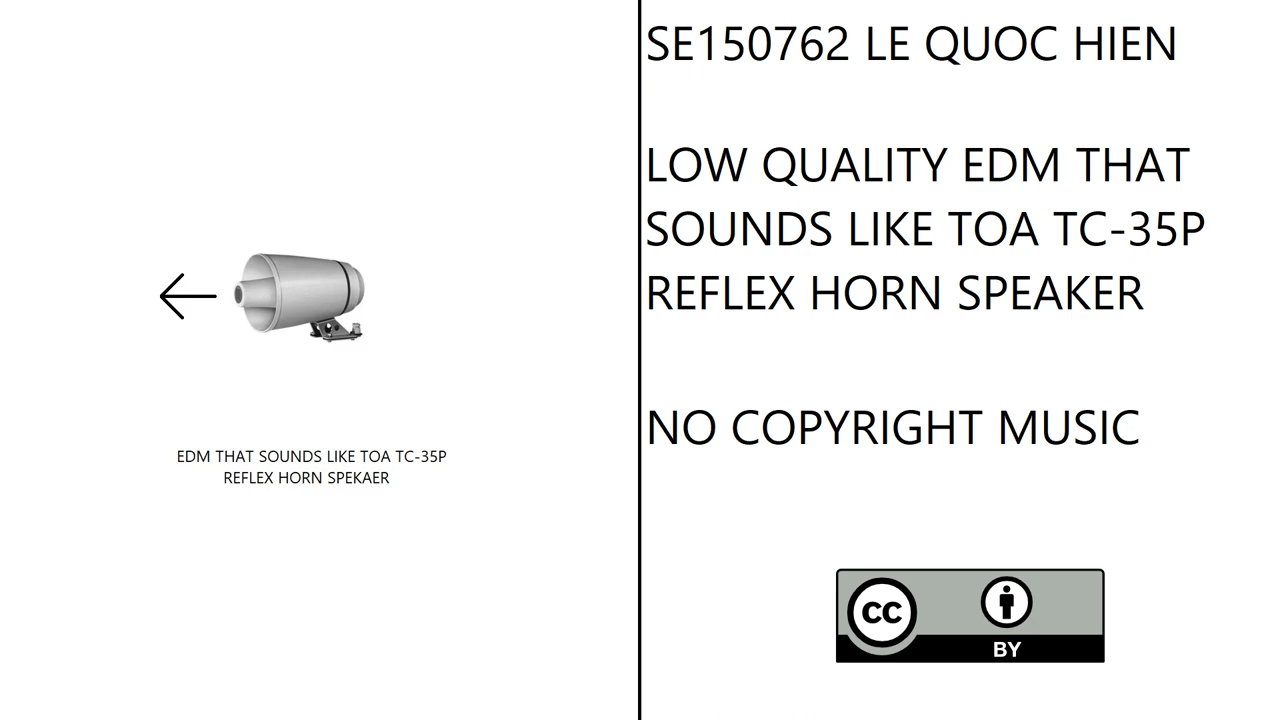 EDM THAT SOUNDS LIKE TOA TC-35P
REFLEX HORN SPEKAER
SE150762 LE QUOC HIEN
LOW QUALITY EDM THAT
SOUNDS LIKE TOA TC-35P
REFLEX HORN SPEAKER
NO COPYRIGHT MUSIC
CC
BY